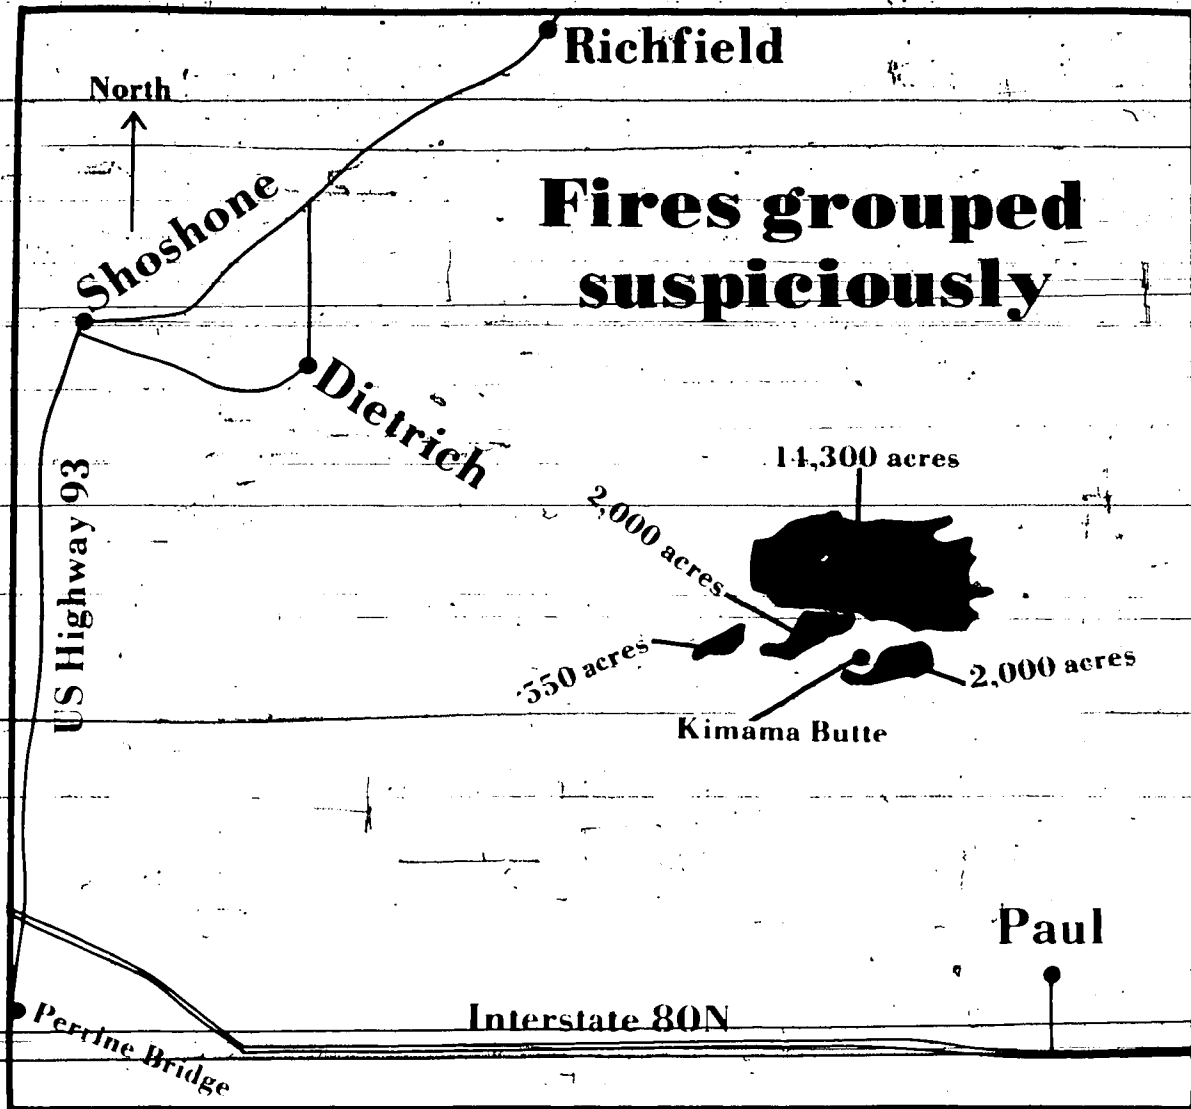 Richfield
North
Shoshone
Fires grouped
suspiciously
Dietrich
14,300 acres
2,000 acres
US Highway 93
550 acres
2,000 acres
Kimama Butte
Paul
Interstate 80N
Perrine Bridge